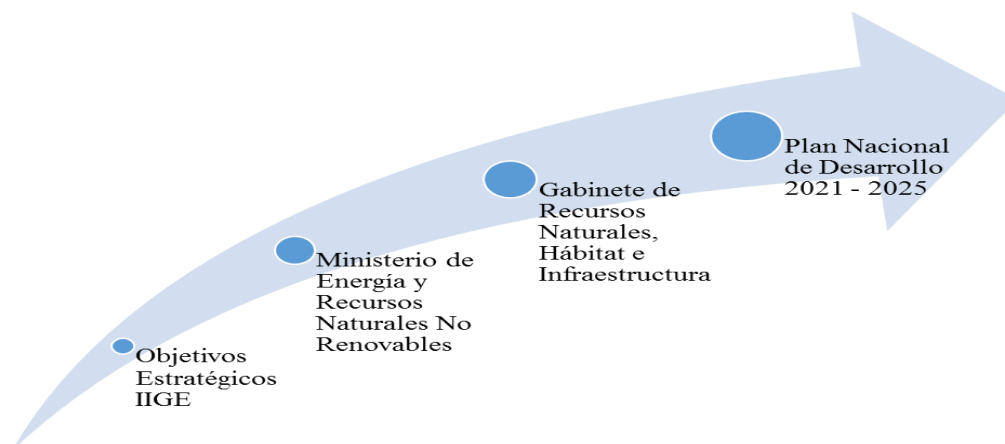 Plan Nacional
de Desarrollo
2021 - 2025
Gabinete de
Recursos
Naturales,
Hábitat e
Infraestructura
Ministerio de
Energía y
Recursos
Naturales No
Renovables
Objetivos
Estratégicos
IIGE